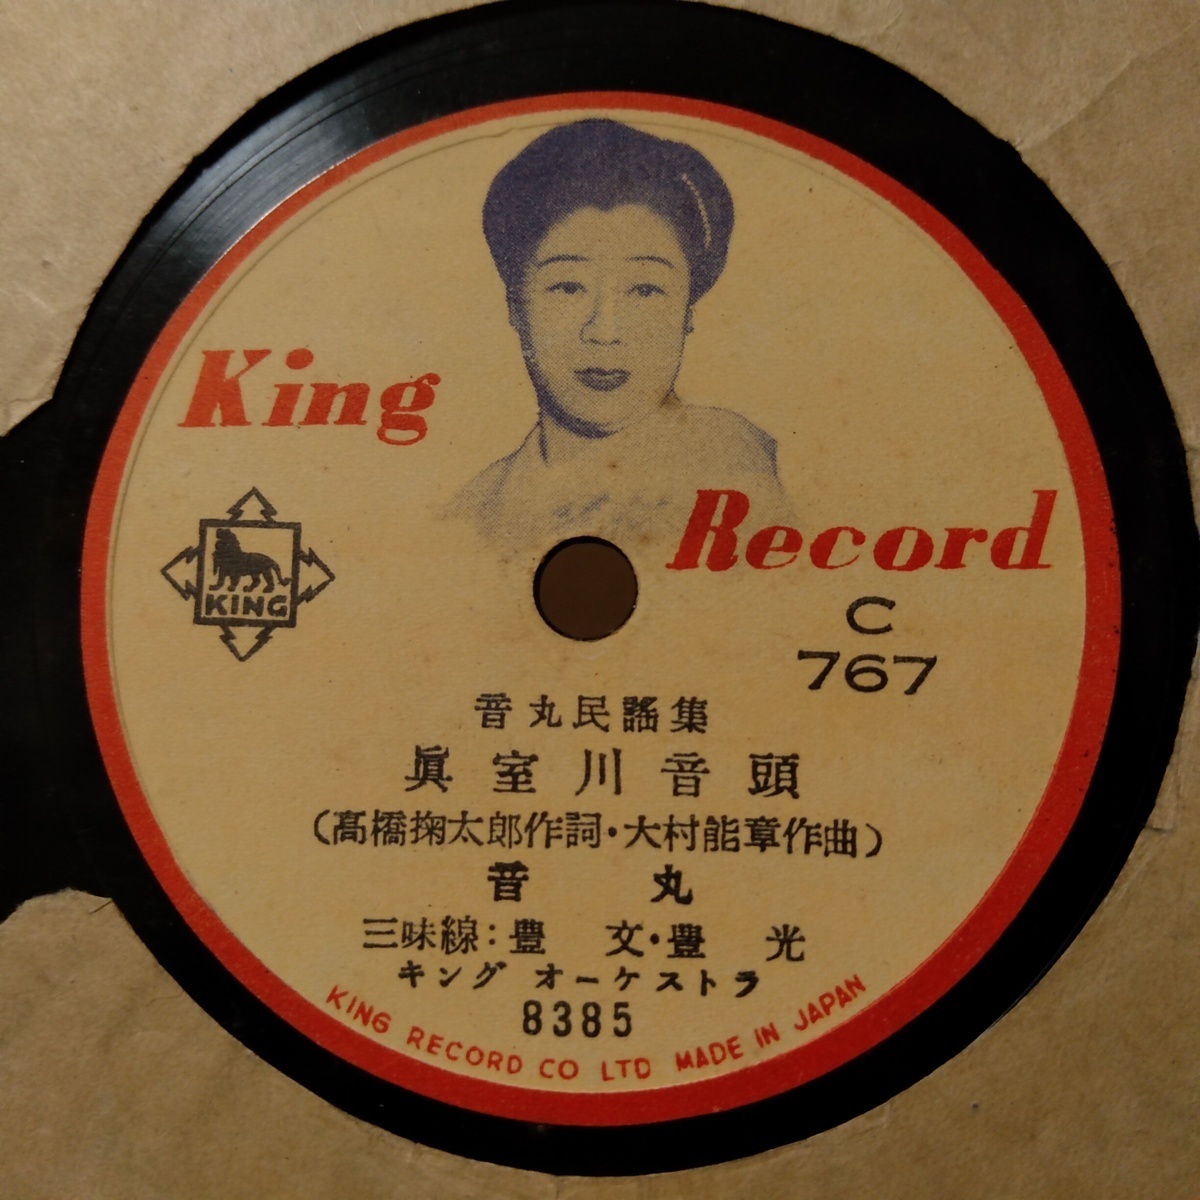 King
Record
KING
C
767
音丸民謠集
眞室川音頭
(髙橋掬太郎作詞・大村能章作曲)
音丸
三味線:豊文・豊光
キング オーケストラ
8385
KING RECORD CO LTD MADE IN JAPAN